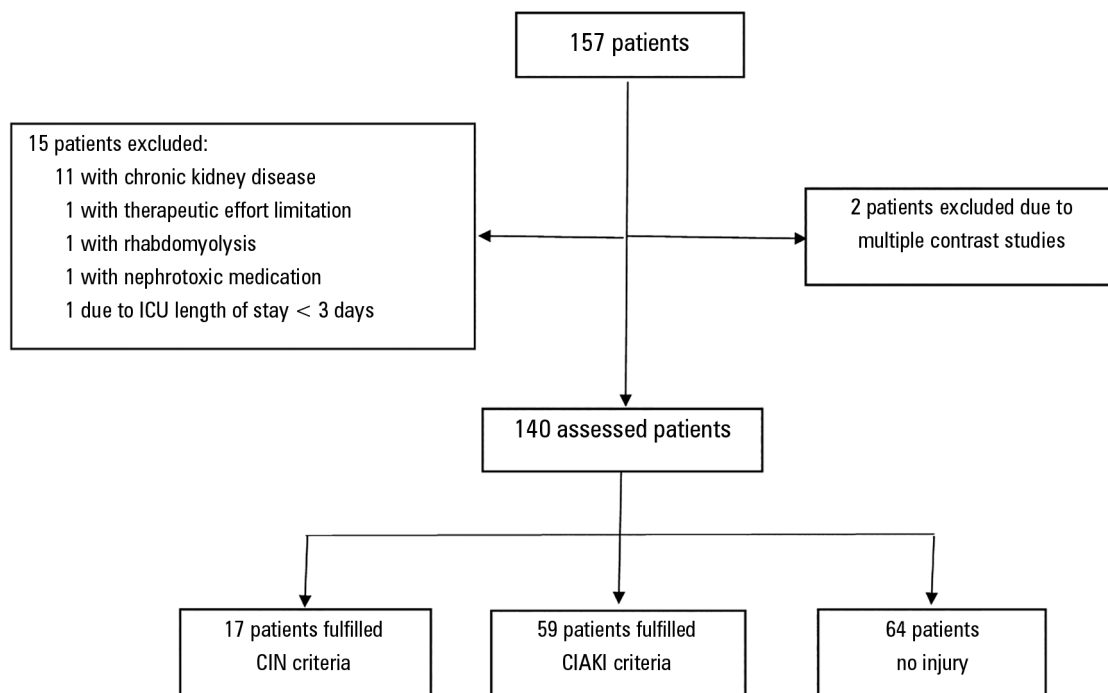 157 patients
15 patients excluded:
11 with chronic kidney disease
1 with therapeutic effort limitation
1 with rhabdomyolysis
1 with nephrotoxic medication
1 due to ICU length of stay < 3 days
2 patients excluded due to
multiple contrast studies
140 assessed patients
17 patients fulfilled
CIN criteria
59 patients fulfilled
CIAKI criteria
64 patients
no injury